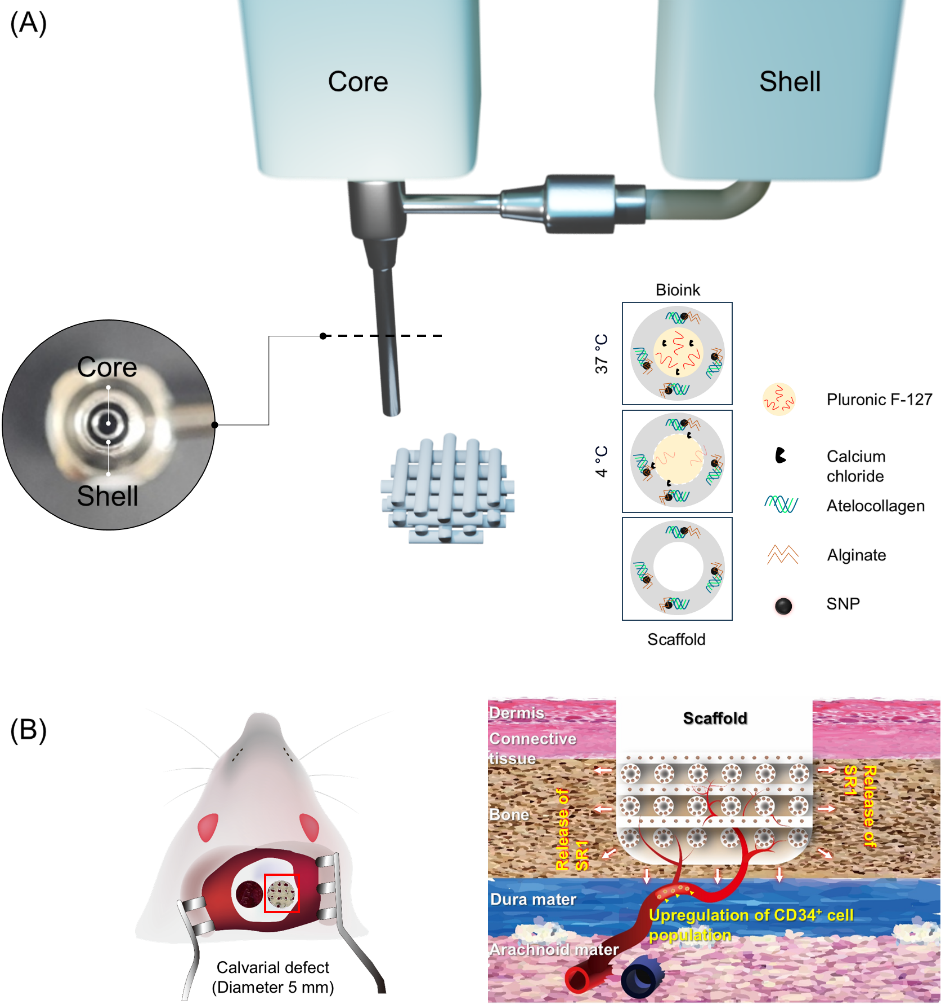 (A)
Core
Shell
Core
Shell
Bioink
37 °C
4 °C
Scaffold
Pluronic F-127
Calcium
chloride
Atelocollagen
Alginate
SNP
(B)
Calvarial defect
(Diameter 5 mm)
Dermis
Connective
tissue
Bone
Dura mater
Arachnoid mater
Scaffold
Release of
SR1
Release of
SR1
Upregulation of CD34⁺ cell
population